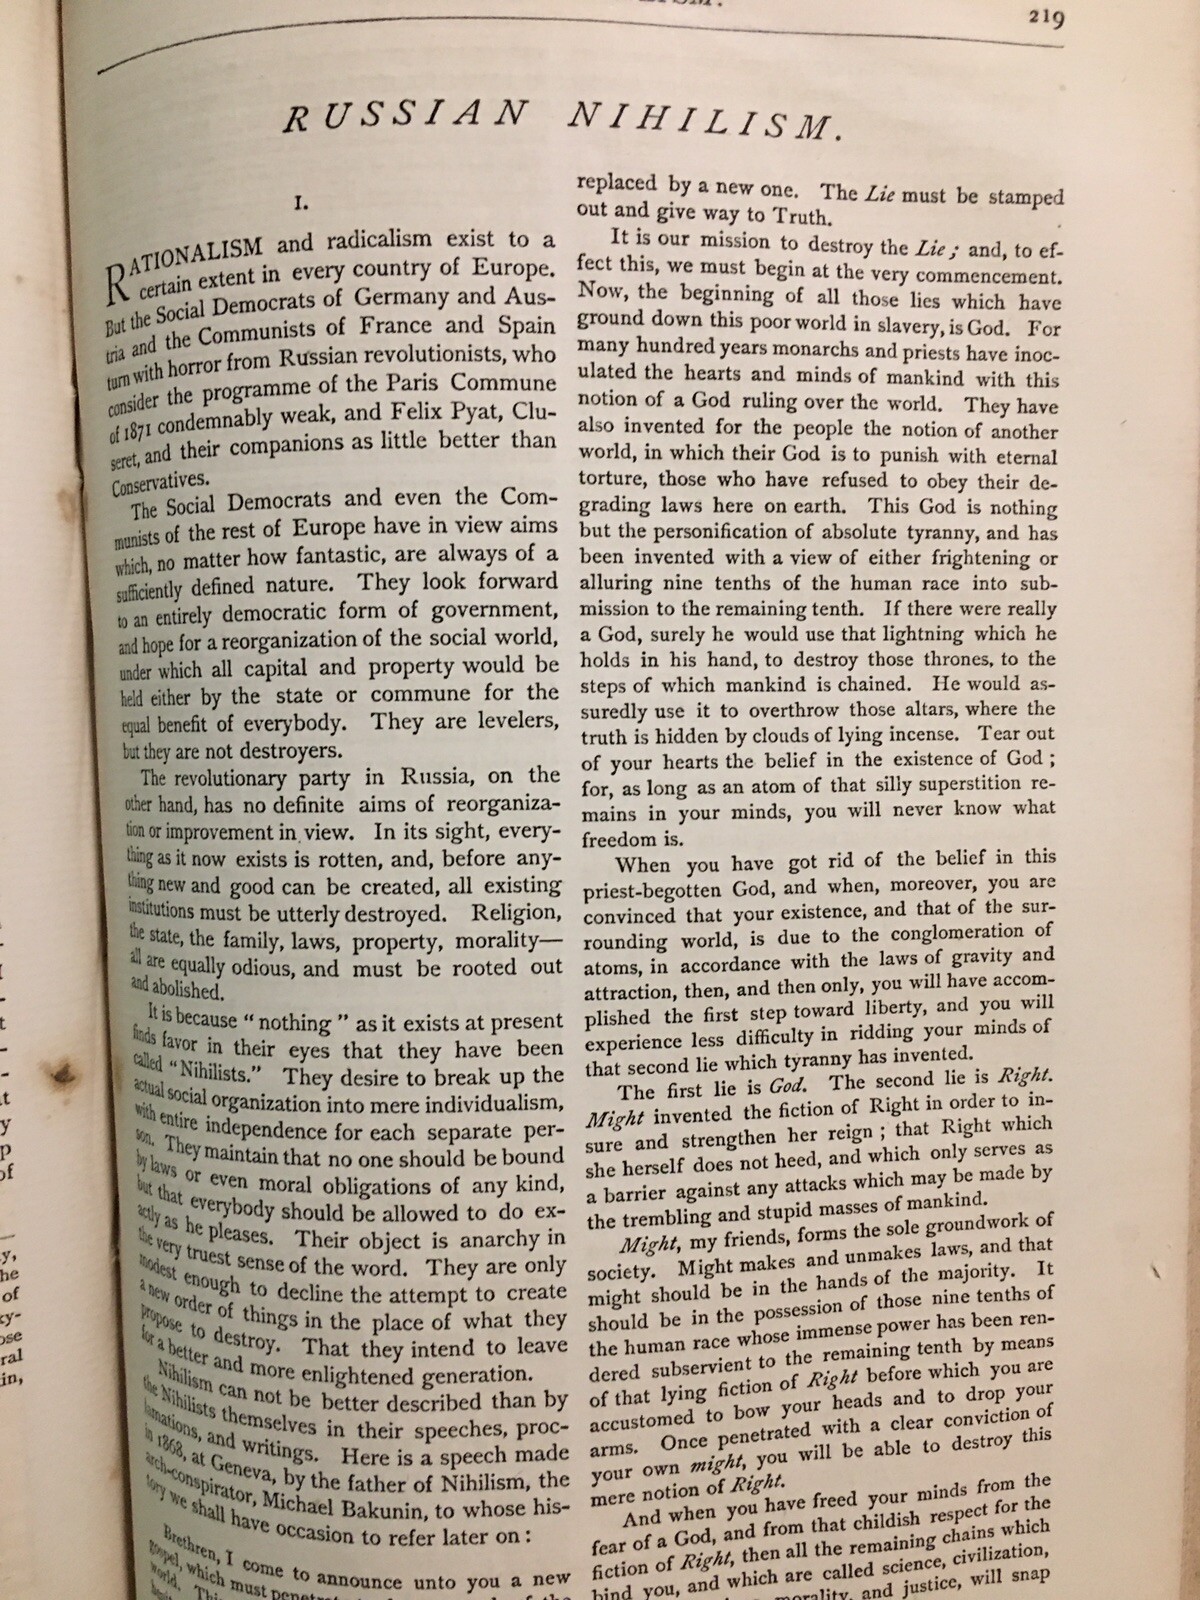 219
RUSSIAN NIHILISM.
I.
RATIONALISM and radicalism exist to a
certain extent in every country of Europe.
But the Social Democrats of Germany and Aus-
tria and the Communists of France and Spain
turn with horror from Russian revolutionists, who
consider the programme of the Paris Commune
of 1871 condemnably weak, and Felix Pyat, Clu-
seret, and their companions as little better than
Conservatives.
The Social Democrats and even the Com-
munists of the rest of Europe have in view aims
which, no matter how fantastic, are always of a
sufficiently defined nature. They look forward
to an entirely democratic form of government,
and hope for a reorganization of the social world,
under which all capital and property would be
held either by the state or commune for the
equal benefit of everybody. They are levelers,
but they are not destroyers.
The revolutionary party in Russia, on the
other hand, has no definite aims of reorganiza-
tion or improvement in view. In its sight, every-
thing as it now exists is rotten, and, before any-
thing new and good can be created, all existing
institutions must be utterly destroyed. Religion,
the state, the family, laws, property, morality—
all are equally odious, and must be rooted out
and abolished.
It is because "nothing" as it exists at present
finds favor in their eyes that they have been
called "Nihilists." They desire to break up the
actual social organization into mere individualism,
with entire independence for each separate per-
son. They maintain that no one should be bound
by laws or even moral obligations of any kind,
but that everybody should be allowed to do ex-
actly as he pleases. Their object is anarchy in
the very truest sense of the word. They are only
modest enough to decline the attempt to create
a new order of things in the place of what they
propose to destroy. That they intend to leave
for a better and more enlightened generation.
Nihilism can not be better described than by
the Nihilists themselves in their speeches, proc-
lamations, and writings. Here is a speech made
in 1868, at Geneva, by the father of Nihilism, the
arch-conspirator, Michael Bakunin, to whose his-
tory we shall have occasion to refer later on:
Brethren, I come to announce unto you a new
gospel, which must
world.
replaced by a new one. The Lie must be stamped
out and give way to Truth.
It is our mission to destroy the Lie; and, to ef-
fect this, we must begin at the very commencement.
Now, the beginning of all those lies which have
ground down this poor world in slavery, is God. For
many hundred years monarchs and priests have inoc-
ulated the hearts and minds of mankind with this
notion of a God ruling over the world. They have
also invented for the people the notion of another
world, in which their God is to punish with eternal
torture, those who have refused to obey their de-
grading laws here on earth. This God is nothing
but the personification of absolute tyranny, and has
been invented with a view of either frightening or
alluring nine tenths of the human race into sub-
mission to the remaining tenth. If there were really
a God, surely he would use that lightning which he
holds in his hand, to destroy those thrones, to the
steps of which mankind is chained. He would as-
suredly use it to overthrow those altars, where the
truth is hidden by clouds of lying incense. Tear out
of your hearts the belief in the existence of God;
for, as long as an atom of that silly superstition re-
mains in your minds, you will never know what
freedom is.
When you have got rid of the belief in this
priest-begotten God, and when, moreover, you are
convinced that your existence, and that of the sur-
rounding world, is due to the conglomeration of
atoms, in accordance with the laws of gravity and
attraction, then, and then only, you will have accom-
plished the first step toward liberty, and you will
experience less difficulty in ridding your minds of
that second lie which tyranny has invented.
The first lie is God. The second lie is Right.
Might invented the fiction of Right in order to in-
sure and strengthen her reign; that Right which
she herself does not heed, and which only serves as
a barrier against any attacks which may be made by
the trembling and stupid masses of mankind.
Might, my friends, forms the sole groundwork of
society. Might makes and unmakes laws, and that
might should be in the hands of the majority. It
should be in the possession of those nine tenths of
the human race whose immense power has been ren-
dered subservient to the remaining tenth by means
of that lying fiction of Right before which you are
accustomed to bow your heads and to drop your
arms. Once penetrated with a clear conviction of
your own might, you will be able to destroy this
mere notion of Right.
And when you have freed your minds from the
fear of a God, and from that childish respect for the
fiction of Right, then all the remaining chains which
bind you, and which are called science, civilization,
morality, and justice, will snap